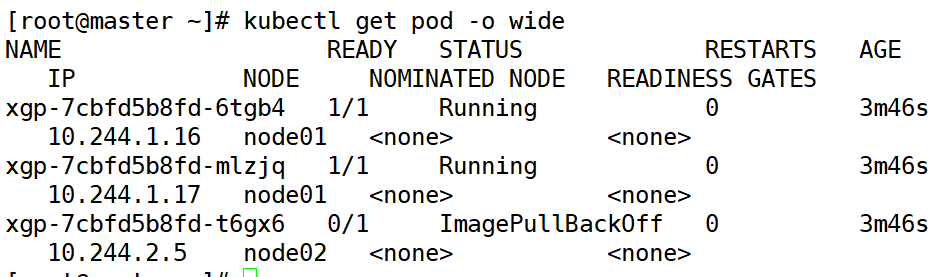 [root@master ~]# kubectl get pod -o wide
NAME                   READY   STATUS             RESTARTS   AGE
   IP            NODE     NOMINATED NODE   READINESS GATES
xgp-7cbfd5b8fd-6tgb4   1/1     Running            0          3m46s
   10.244.1.16   node01   <none>           <none>
xgp-7cbfd5b8fd-mlzjq   1/1     Running            0          3m46s
   10.244.1.17   node01   <none>           <none>
xgp-7cbfd5b8fd-t6gx6   0/1     ImagePullBackOff   0          3m46s
   10.244.2.5    node02   <none>           <none>